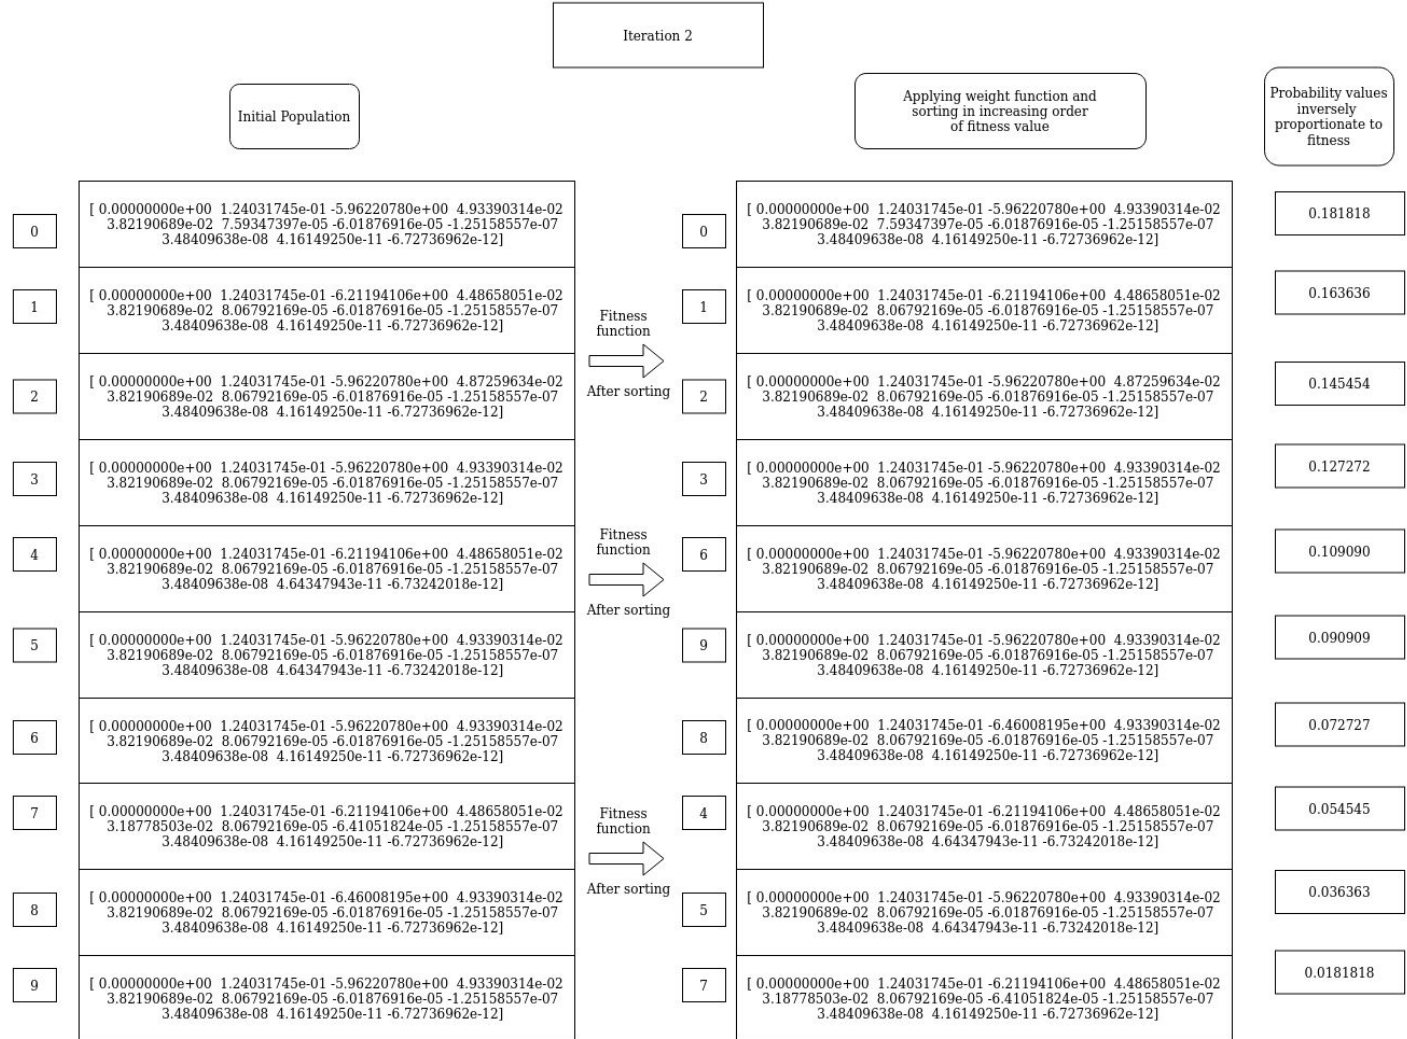 Iteration 2
Initial Population
Applying weight function and
sorting in increasing order
of fitness value
Probability values
inversely
proportionate to
fitness
0
[ 0.00000000e+00 1.24031745e-01 -5.96220780e+00 4.93390314e-02
3.82190689e-02 7.59347397e-05 -6.01876916e-05 -1.25158557e-07
3.48409638e-08 4.16149250e-11 -6.72736962e-12]
1
[ 0.00000000e+00 1.24031745e-01 -6.21194106e+00 4.48658051e-02
3.82190689e-02 8.06792169e-05 -6.01876916e-05 -1.25158557e-07
3.48409638e-08 4.16149250e-11 -6.72736962e-12]
2
[ 0.00000000e+00 1.24031745e-01 -5.96220780e+00 4.87259634e-02
3.82190689e-02 8.06792169e-05 -6.01876916e-05 -1.25158557e-07
3.48409638e-08 4.16149250e-11 -6.72736962e-12]
3
[ 0.00000000e+00 1.24031745e-01 -5.96220780e+00 4.93390314e-02
3.82190689e-02 8.06792169e-05 -6.01876916e-05 -1.25158557e-07
3.48409638e-08 4.16149250e-11 -6.72736962e-12]
4
[ 0.00000000e+00 1.24031745e-01 -6.21194106e+00 4.48658051e-02
3.82190689e-02 8.06792169e-05 -6.01876916e-05 -1.25158557e-07
3.48409638e-08 4.64347943e-11 -6.73242018e-12]
5
[ 0.00000000e+00 1.24031745e-01 -5.96220780e+00 4.93390314e-02
3.82190689e-02 8.06792169e-05 -6.01876916e-05 -1.25158557e-07
3.48409638e-08 4.64347943e-11 -6.73242018e-12]
6
[ 0.00000000e+00 1.24031745e-01 -5.96220780e+00 4.93390314e-02
3.82190689e-02 8.06792169e-05 -6.01876916e-05 -1.25158557e-07
3.48409638e-08 4.16149250e-11 -6.72736962e-12]
7
[ 0.00000000e+00 1.24031745e-01 -6.21194106e+00 4.48658051e-02
3.18778503e-02 8.06792169e-05 -6.41051824e-05 -1.25158557e-07
3.48409638e-08 4.16149250e-11 -6.72736962e-12]
8
[ 0.00000000e+00 1.24031745e-01 -6.46008195e+00 4.93390314e-02
3.82190689e-02 8.06792169e-05 -6.01876916e-05 -1.25158557e-07
3.48409638e-08 4.16149250e-11 -6.72736962e-12]
9
[ 0.00000000e+00 1.24031745e-01 -5.96220780e+00 4.93390314e-02
3.82190689e-02 8.06792169e-05 -6.01876916e-05 -1.25158557e-07
3.48409638e-08 4.16149250e-11 -6.72736962e-12]
Fitness
function
After sorting
Fitness
function
After sorting
Fitness
function
After sorting
0
[ 0.00000000e+00 1.24031745e-01 -5.96220780e+00 4.93390314e-02
3.82190689e-02 7.59347397e-05 -6.01876916e-05 -1.25158557e-07
3.48409638e-08 4.16149250e-11 -6.72736962e-12]
0.181818
1
[ 0.00000000e+00 1.24031745e-01 -6.21194106e+00 4.48658051e-02
3.82190689e-02 8.06792169e-05 -6.01876916e-05 -1.25158557e-07
3.48409638e-08 4.16149250e-11 -6.72736962e-12]
0.163636
2
[ 0.00000000e+00 1.24031745e-01 -5.96220780e+00 4.87259634e-02
3.82190689e-02 8.06792169e-05 -6.01876916e-05 -1.25158557e-07
3.48409638e-08 4.16149250e-11 -6.72736962e-12]
0.145454
3
[ 0.00000000e+00 1.24031745e-01 -5.96220780e+00 4.93390314e-02
3.82190689e-02 8.06792169e-05 -6.01876916e-05 -1.25158557e-07
3.48409638e-08 4.16149250e-11 -6.72736962e-12]
0.127272
6
[ 0.00000000e+00 1.24031745e-01 -5.96220780e+00 4.93390314e-02
3.82190689e-02 8.06792169e-05 -6.01876916e-05 -1.25158557e-07
3.48409638e-08 4.16149250e-11 -6.72736962e-12]
0.109090
9
[ 0.00000000e+00 1.24031745e-01 -5.96220780e+00 4.93390314e-02
3.82190689e-02 8.06792169e-05 -6.01876916e-05 -1.25158557e-07
3.48409638e-08 4.16149250e-11 -6.72736962e-12]
0.090909
8
[ 0.00000000e+00 1.24031745e-01 -6.46008195e+00 4.93390314e-02
3.82190689e-02 8.06792169e-05 -6.01876916e-05 -1.25158557e-07
3.48409638e-08 4.16149250e-11 -6.72736962e-12]
0.072727
4
[ 0.00000000e+00 1.24031745e-01 -6.21194106e+00 4.48658051e-02
3.82190689e-02 8.06792169e-05 -6.01876916e-05 -1.25158557e-07
3.48409638e-08 4.64347943e-11 -6.73242018e-12]
0.054545
5
[ 0.00000000e+00 1.24031745e-01 -5.96220780e+00 4.93390314e-02
3.82190689e-02 8.06792169e-05 -6.01876916e-05 -1.25158557e-07
3.48409638e-08 4.64347943e-11 -6.73242018e-12]
0.036363
7
[ 0.00000000e+00 1.24031745e-01 -6.21194106e+00 4.48658051e-02
3.18778503e-02 8.06792169e-05 -6.41051824e-05 -1.25158557e-07
3.48409638e-08 4.16149250e-11 -6.72736962e-12]
0.0181818